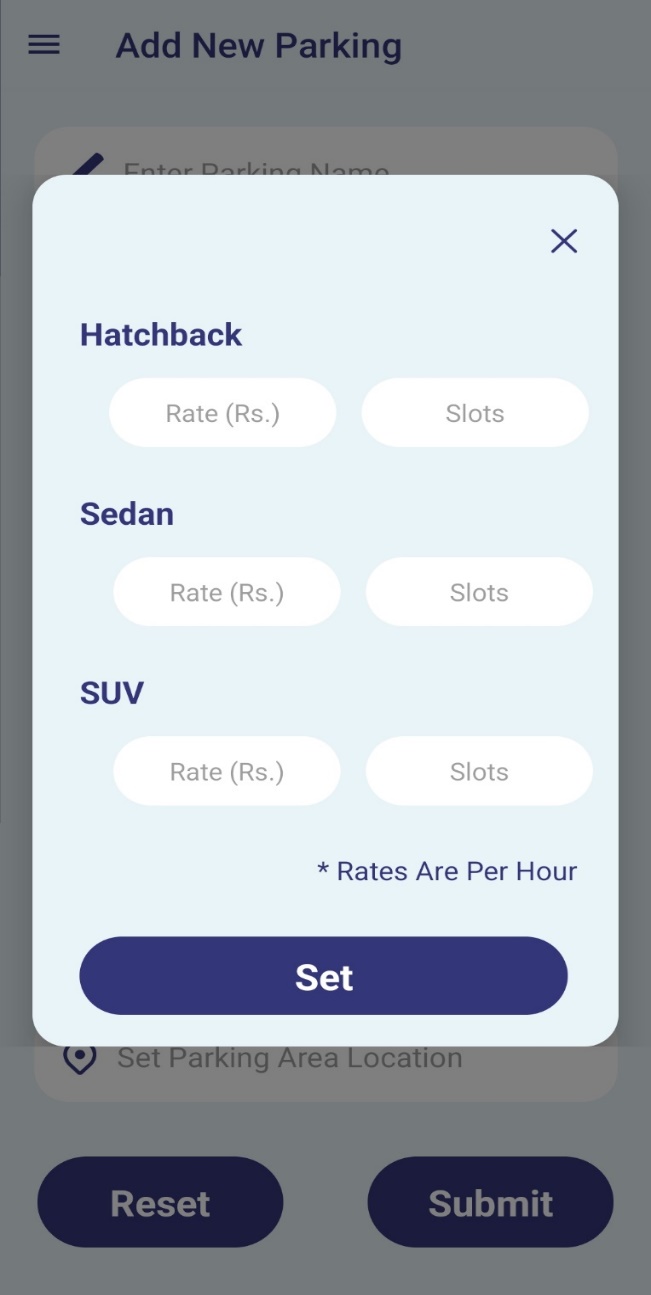 Add New Parking
Enter Parking Name
Hatchback
Rate (Rs.) Slots
Sedan
Rate (Rs.) Slots
SUV
Rate (Rs.) Slots
* Rates Are Per Hour
Set
Set Parking Area Location
Reset Submit